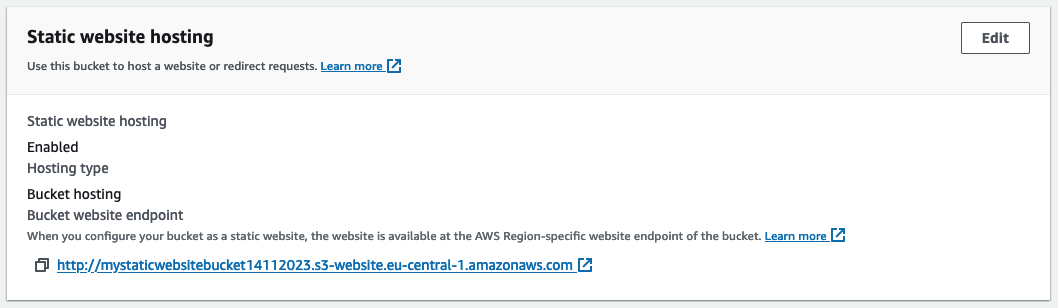 Static website hosting
Edit
Use this bucket to host a website or redirect requests. Learn more
Static website hosting
Enabled
Hosting type
Bucket hosting
Bucket website endpoint
When you configure your bucket as a static website, the website is available at the AWS Region-specific website endpoint of the bucket. Learn more
http://mystaticwebsitebucket14112023.s3-website.eu-central-1.amazonaws.com